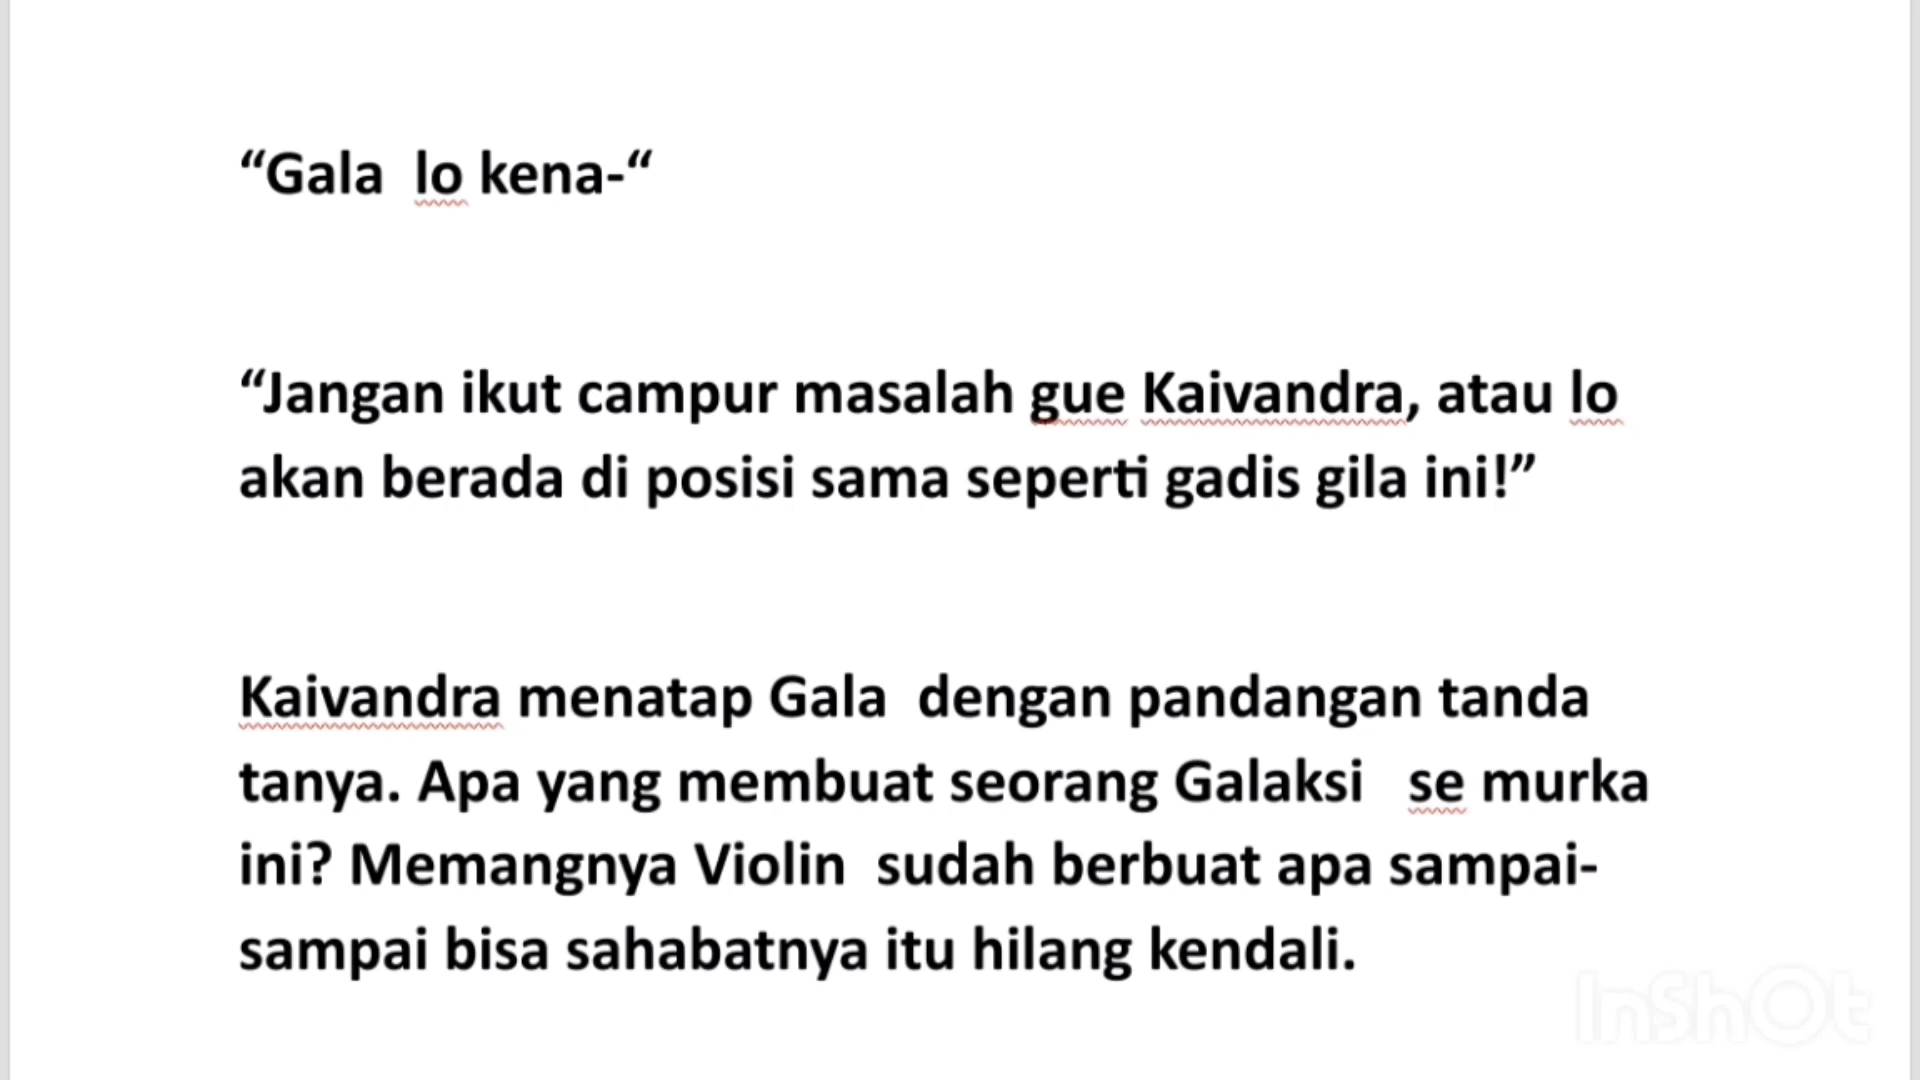 “Gala  lo kena-“
“Jangan ikut campur masalah gue Kaivandra, atau lo
akan berada di posisi sama seperti gadis gila ini!”
Kaivandra menatap Gala  dengan pandangan tanda
tanya. Apa yang membuat seorang Galaksi   se murka
ini? Memangnya Violin  sudah berbuat apa sampai-
sampai bisa sahabatnya itu hilang kendali.
InShOt